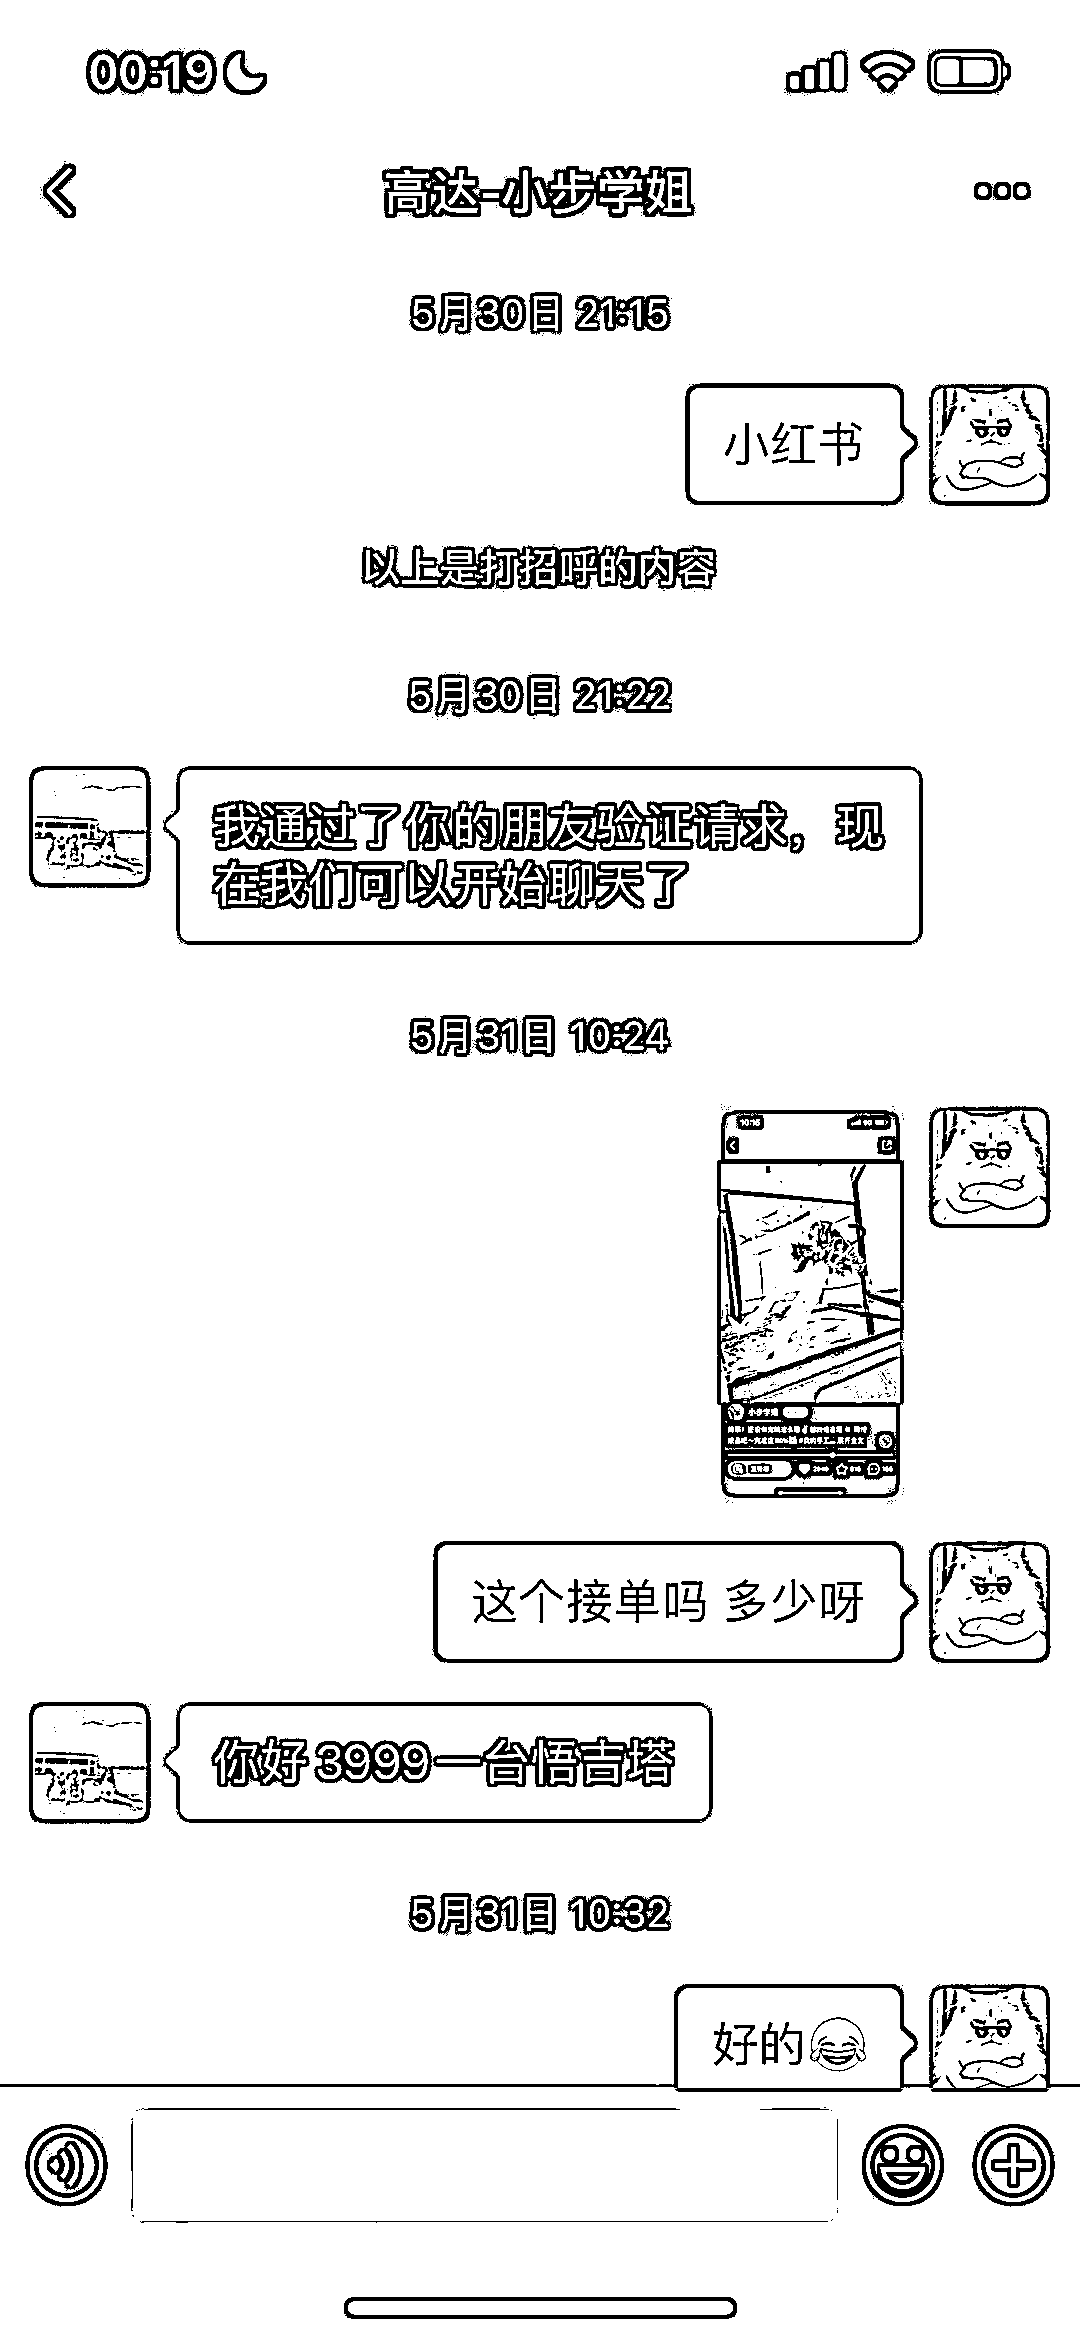 00:19
高达-小步学姐
5月30日 21:15
小红书
以上是打招呼的内容
5月30日 21:22
我通过了你的朋友验证请求，现
在我们可以开始聊天了
5月31日 10:24
小步学姐
这个接单吗 多少呀
你好 3999一台悟吉塔
5月31日 10:32
好的😂